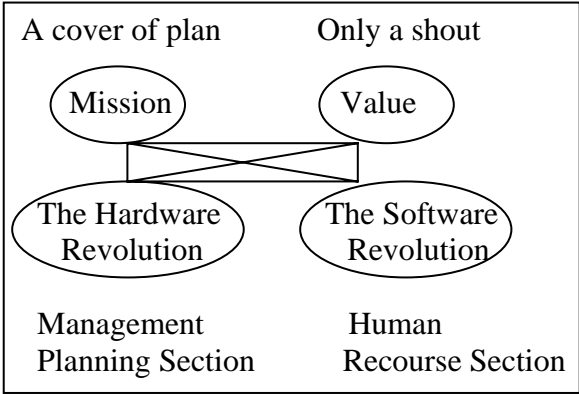 A cover of plan
Only a shout
Mission
Value
The Hardware
Revolution
The Software
Revolution
Management
Planning Section
Human
Recourse Section